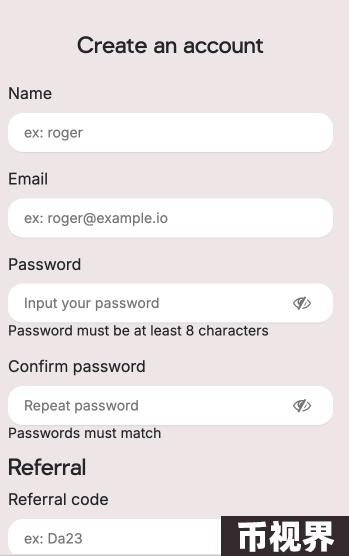 Create an account
Name
ex: roger
Email
ex: roger@example.io
Password
Input your password
Password must be at least 8 characters
Confirm password
Repeat password
Passwords must match
Referral
Referral code
ex: Da23
币视界